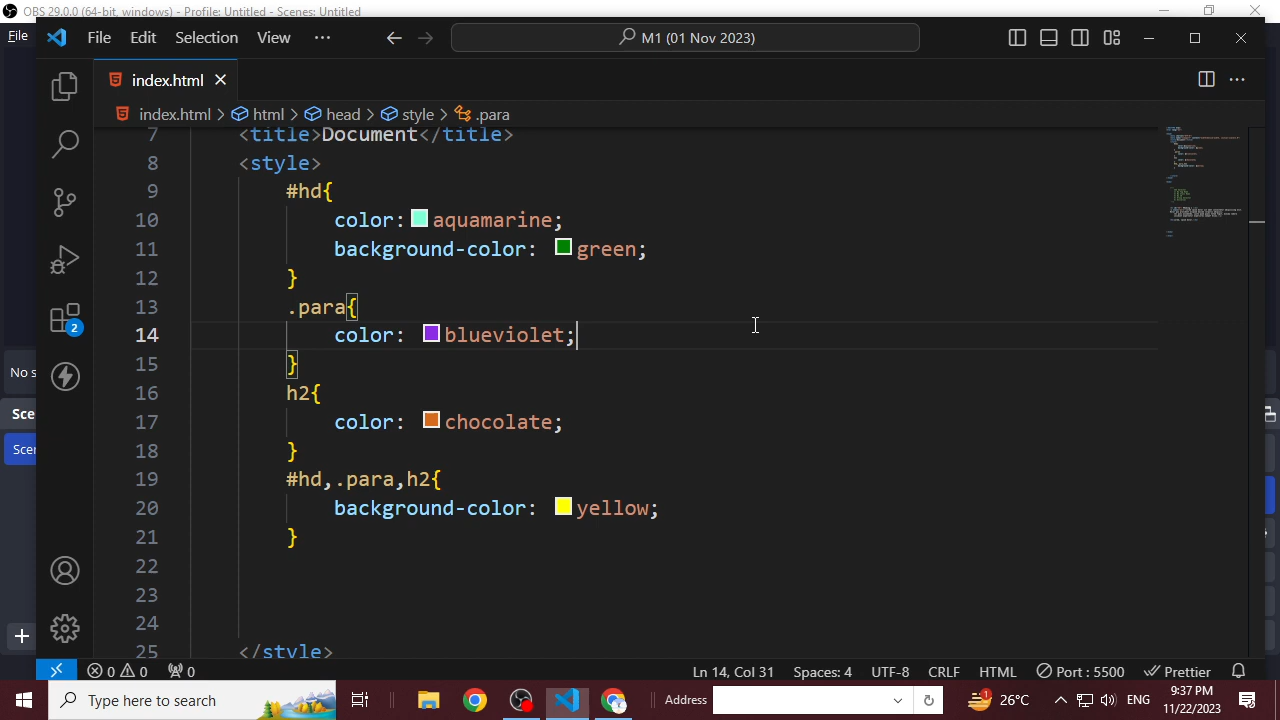 OBS 29.0.0 (64-bit, windows) - Profile: Untitled - Scenes: Untitled
File
File Edit Selection View ··· M1 (01 Nov 2023)
index.html
index.html > html > head > style > .para
7 <title>Document</title>
8 <style>
9 #hd{
10 color:aquamarine;
11 background-color: green;
12 }
13 .para{
14 color: blueviolet;
15 }
16 h2{
17 color: chocolate;
18 }
19 #hd,.para,h2{
20 background-color: yellow;
21 }
22
23
24
25 </style>
2
No s
Sce
Scer
0 0 0 Ln 14, Col 31 Spaces: 4 UTF-8 CRLF HTML Port : 5500 Prettier
Type here to search Address 1 26°C ENG 9:37 PM
11/22/2023